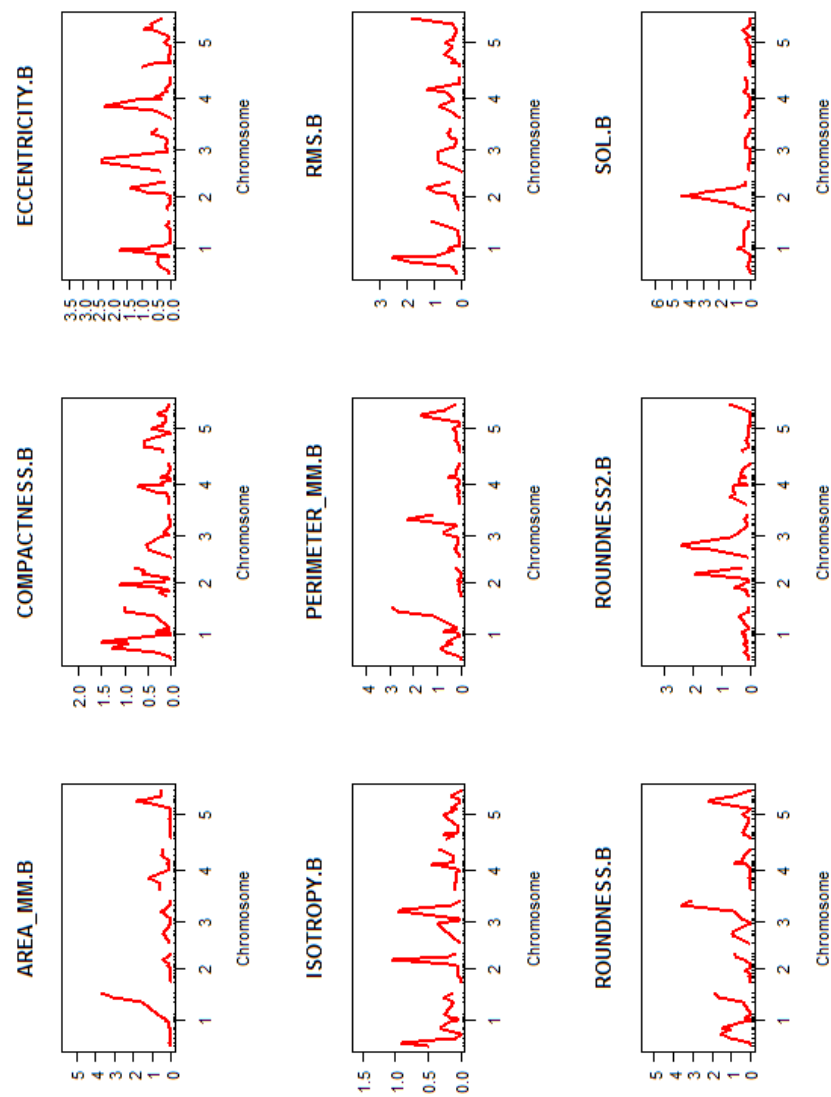 AREA_MM.B
5
4
3
2
1
0
1 2 3 4 5
Chromosome
COMPACTNESS.B
2.0
1.5
1.0
0.5
0.0
1 2 3 4 5
Chromosome
ECCENTRICITY.B
3.5
3.0
2.5
2.0
1.5
1.0
0.5
0.0
1 2 3 4 5
Chromosome
ISOTROPY.B
1.5
1.0
0.5
0.0
1 2 3 4 5
Chromosome
PERIMETER_MM.B
4
3
2
1
0
1 2 3 4 5
Chromosome
RMS.B
3
2
1
0
1 2 3 4 5
Chromosome
ROUNDNESS.B
5
4
3
2
1
0
1 2 3 4 5
Chromosome
ROUNDNESS2.B
3
2
1
0
1 2 3 4 5
Chromosome
SOL.B
6
5
4
3
2
1
0
1 2 3 4 5
Chromosome